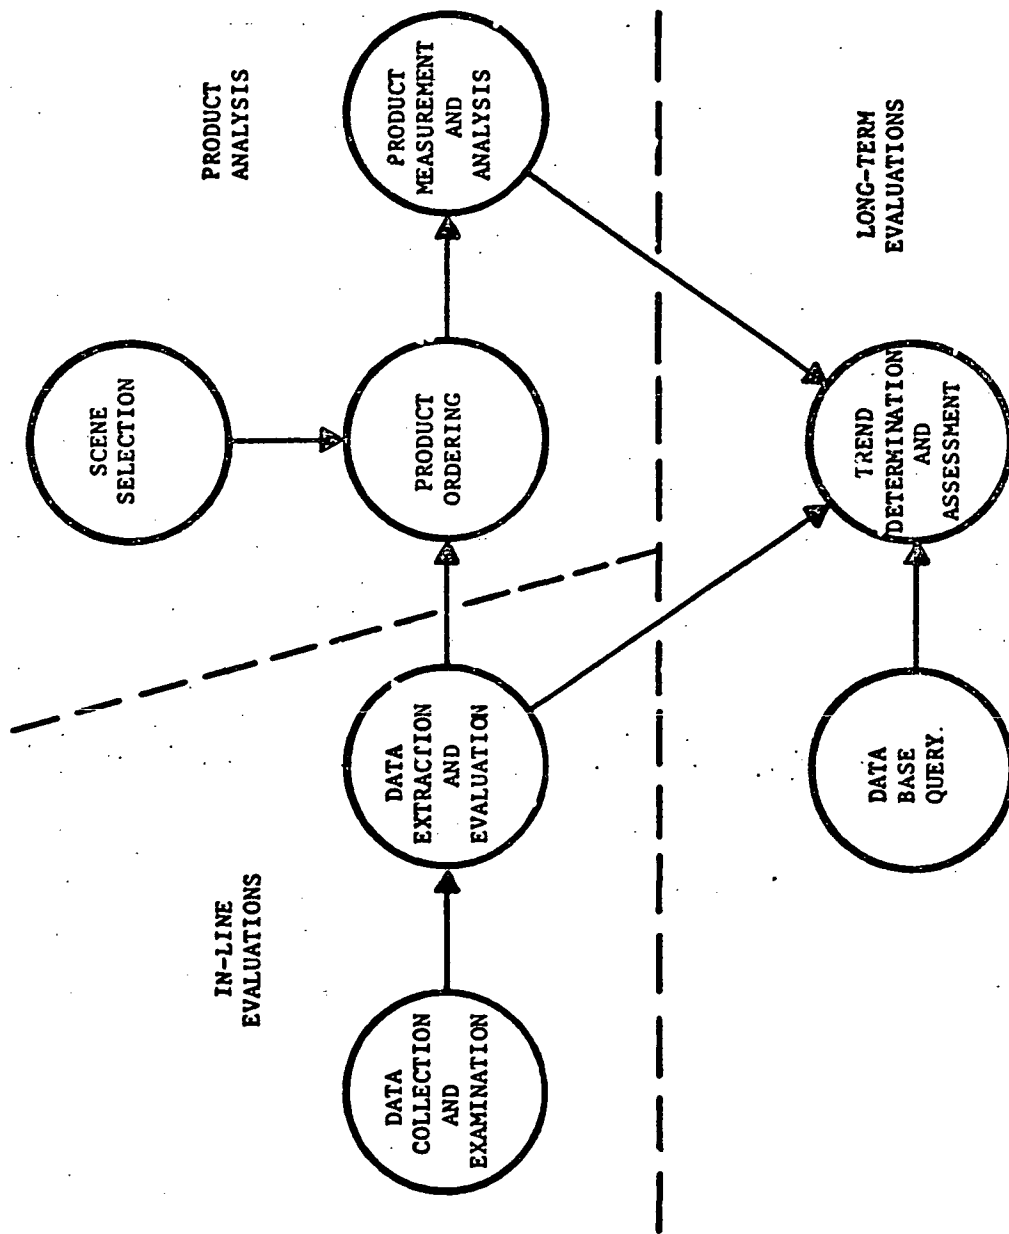 PRODUCT
ANALYSIS
SCENE
SELECTION
IN-LINE
EVALUATIONS
DATA
COLLECTION
AND
EXAMINATION
DATA
EXTRACTION
AND
EVALUATION
PRODUCT
ORDERING
PRODUCT
MEASUREMENT
AND
ANALYSIS
DATA
BASE
QUERY.
TREND
DETERMINATION
AND
ASSESSMENT
LONG-TERM
EVALUATIONS